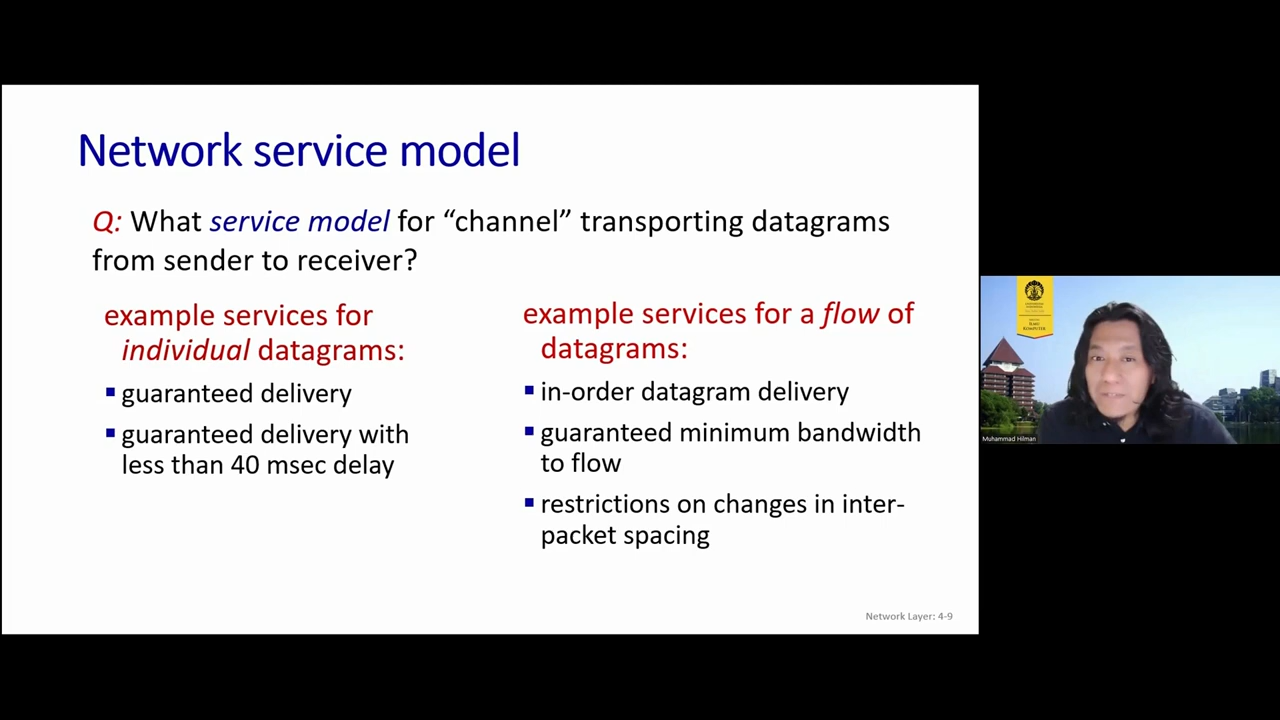 Network service model
Q: What service model for “channel” transporting datagrams
from sender to receiver?
example services for
individual datagrams:
▪ guaranteed delivery
▪ guaranteed delivery with
less than 40 msec delay
example services for a flow of
datagrams:
▪ in-order datagram delivery
▪ guaranteed minimum bandwidth
to flow
▪ restrictions on changes in inter-
packet spacing
Network Layer: 4-9
ILMU
KOMPUTER
Muhammad Hilman